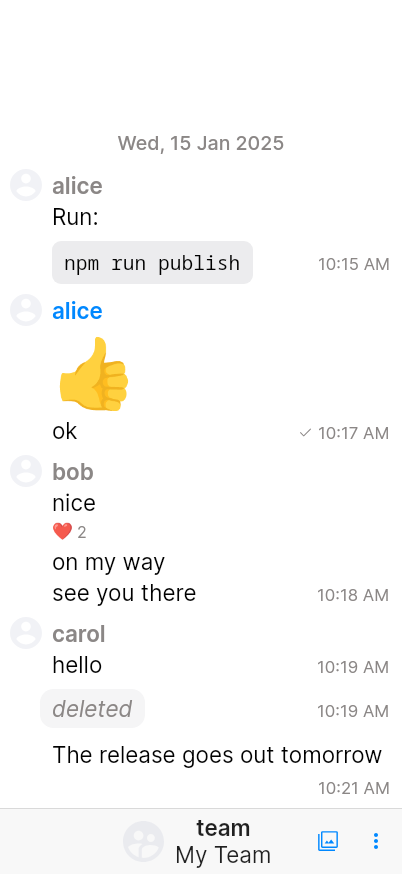 Wed, 15 Jan 2025
alice
Run:
npm run publish
10:15 AM
alice
👍
ok
✓ 10:17 AM
bob
nice
❤️ 2
on my way
see you there
10:18 AM
carol
hello
10:19 AM
deleted
10:19 AM
The release goes out tomorrow
10:21 AM
team
My Team